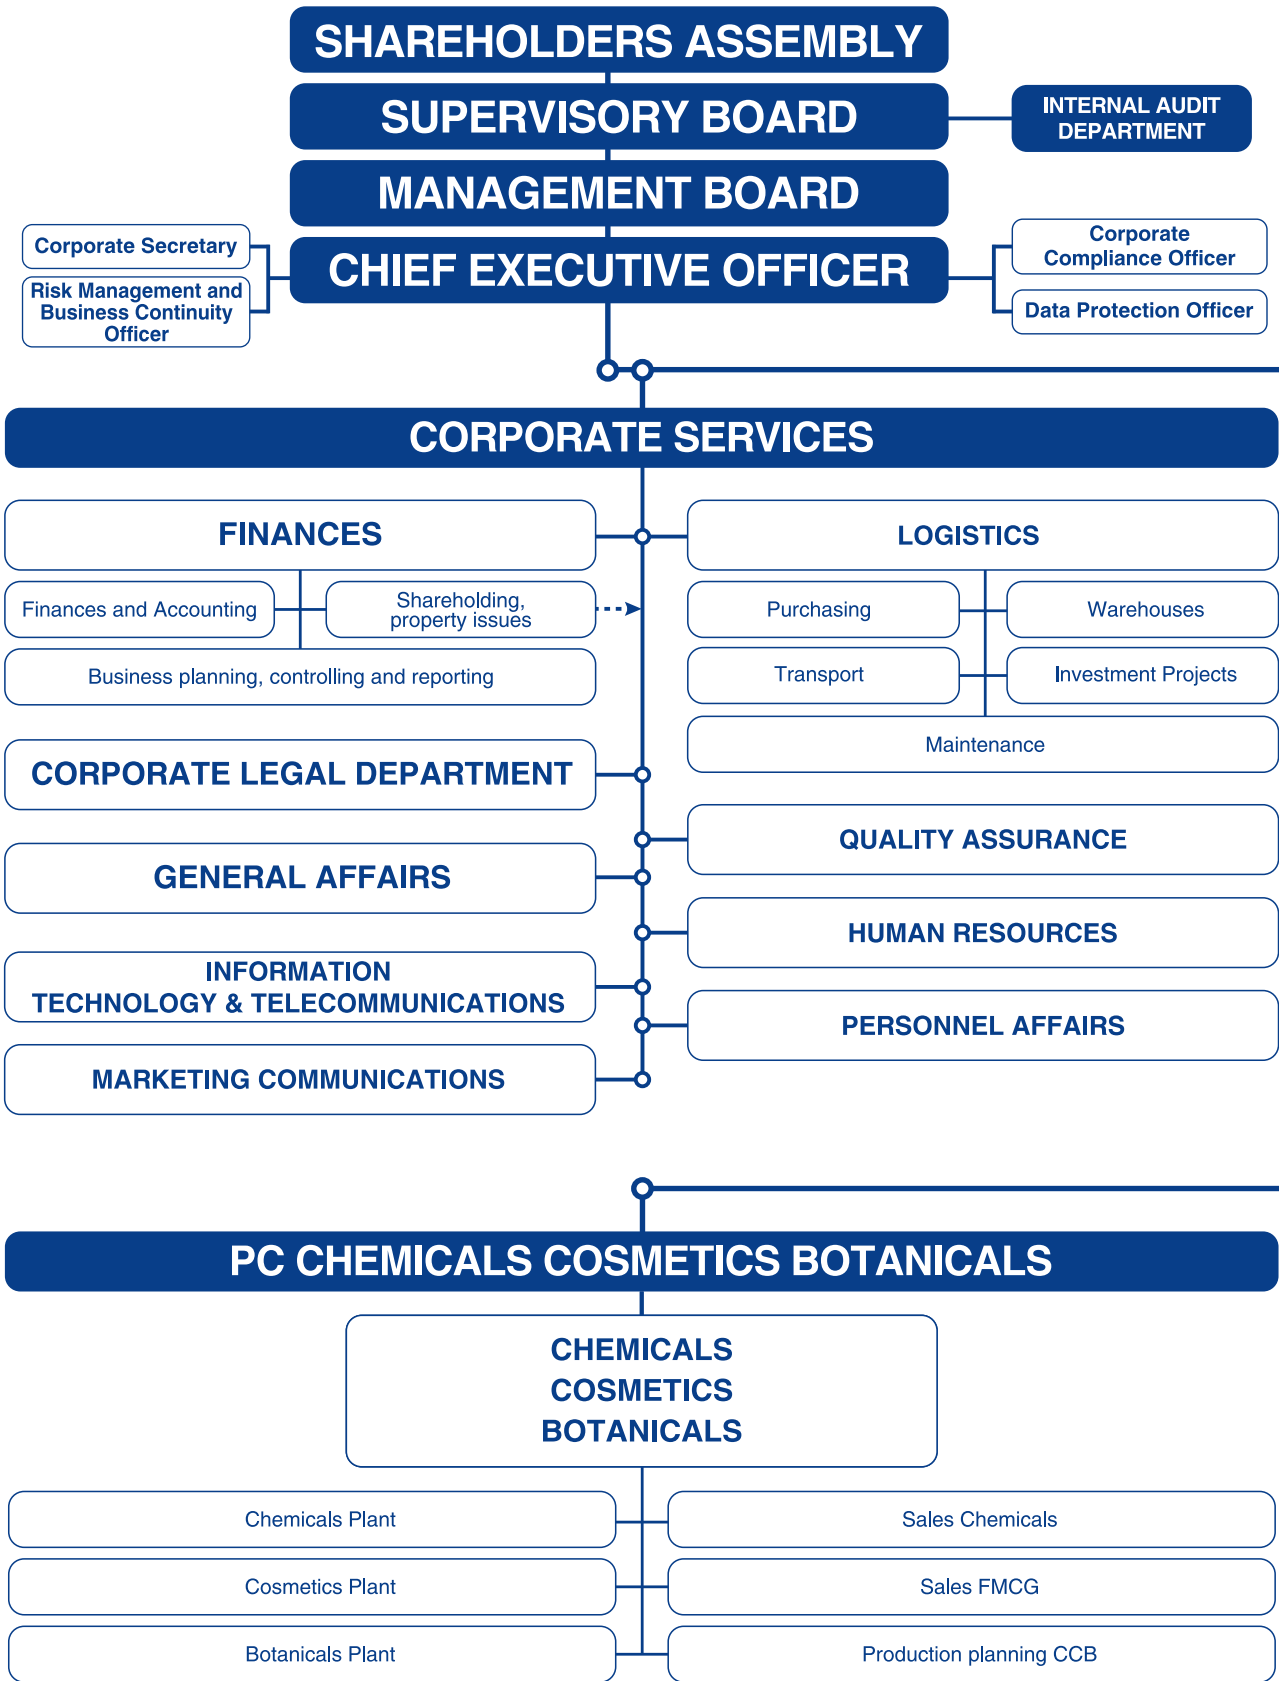 SHAREHOLDERS ASSEMBLY
SUPERVISORY BOARD
INTERNAL AUDIT
DEPARTMENT
MANAGEMENT BOARD
Corporate Secretary
Risk Management and
Business Continuity
Officer
CHIEF EXECUTIVE OFFICER
Corporate
Compliance Officer
Data Protection Officer
CORPORATE SERVICES
FINANCES
Finances and Accounting
Shareholding,
property issues
Business planning, controlling and reporting
LOGISTICS
Purchasing
Warehouses
Transport
Investment Projects
Maintenance
CORPORATE LEGAL DEPARTMENT
QUALITY ASSURANCE
GENERAL AFFAIRS
HUMAN RESOURCES
INFORMATION
TECHNOLOGY & TELECOMMUNICATIONS
PERSONNEL AFFAIRS
MARKETING COMMUNICATIONS
PC CHEMICALS COSMETICS BOTANICALS
CHEMICALS
COSMETICS
BOTANICALS
Chemicals Plant
Sales Chemicals
Cosmetics Plant
Sales FMCG
Botanicals Plant
Production planning CCB